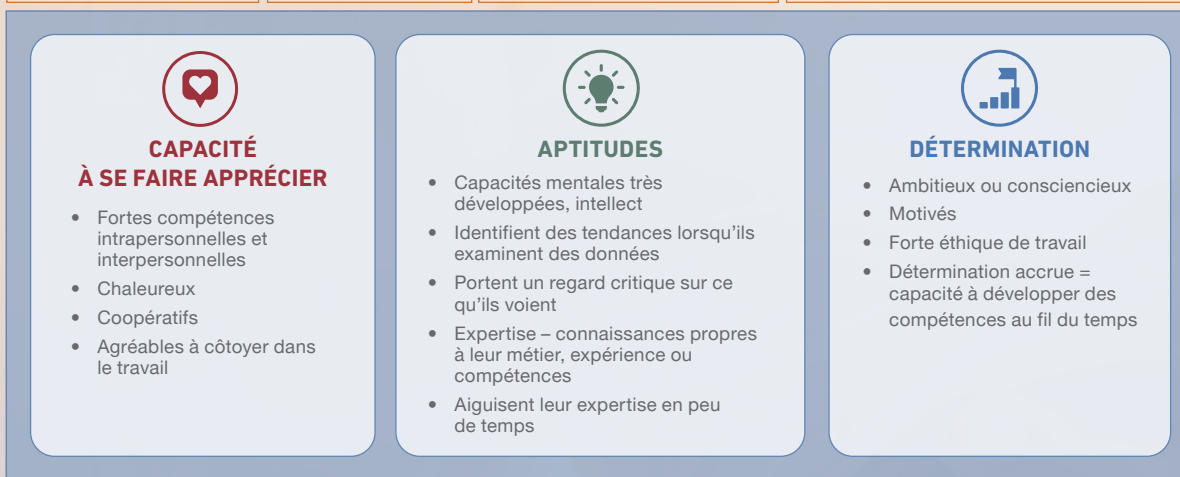 CAPACITÉ
À SE FAIRE APPRÉCIER
• Fortes compétences
intrapersonnelles et
interpersonnelles
• Chaleureux
• Coopératifs
• Agréables à côtoyer dans
le travail
APTITUDES
• Capacités mentales très
développées, intellect
• Identifient des tendances lorsqu’ils
examinent des données
• Portent un regard critique sur ce
qu’ils voient
• Expertise – connaissances propres
à leur métier, expérience ou
compétences
• Aiguisent leur expertise en peu
de temps
DÉTERMINATION
• Ambitieux ou consciencieux
• Motivés
• Forte éthique de travail
• Détermination accrue =
capacité à développer des
compétences au fil du temps